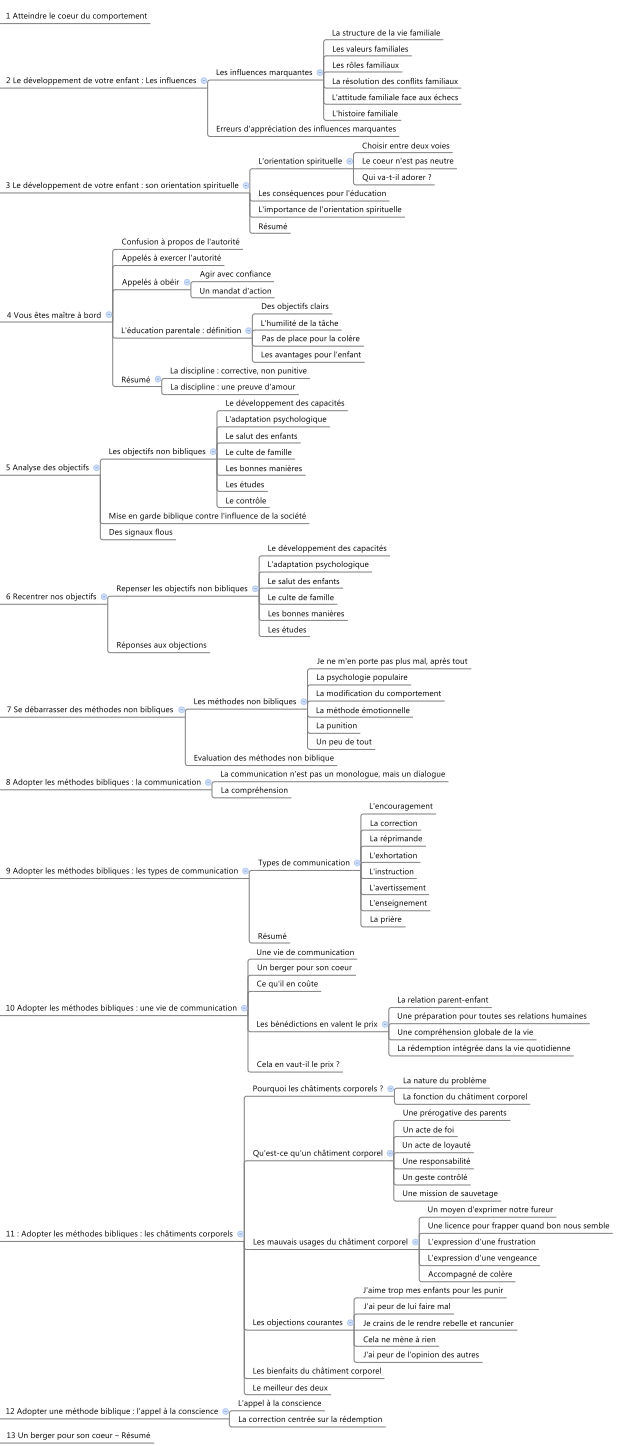 1 Atteindre le coeur du comportement
2 Le développement de votre enfant : Les influences
Les influences marquantes
La structure de la vie familiale
Les valeurs familiales
Les rôles familiaux
La résolution des conflits familiaux
L'attitude familiale face aux échecs
L'histoire familiale
Erreurs d'appréciation des influences marquantes
3 Le développement de votre enfant : son orientation spirituelle
L'orientation spirituelle
Choisir entre deux voies
Le coeur n'est pas neutre
Qui va-t-il adorer ?
Les conséquences pour l'éducation
L'importance de l'orientation spirituelle
Résumé
4 Vous êtes maître à bord
Confusion à propos de l'autorité
Appelés à exercer l'autorité
Appelés à obéir
Agir avec confiance
Un mandat d'action
L'éducation parentale : définition
Des objectifs clairs
L'humilité de la tâche
Pas de place pour la colère
Les avantages pour l'enfant
Résumé
La discipline : corrective, non punitive
La discipline : une preuve d'amour
5 Analyse des objectifs
Les objectifs non bibliques
Le développement des capacités
L'adaptation psychologique
Le salut des enfants
Le culte de famille
Les bonnes manières
Les études
Le contrôle
Mise en garde biblique contre l'influence de la société
Des signaux flous
6 Recentrer nos objectifs
Repenser les objectifs non bibliques
Le développement des capacités
L'adaptation psychologique
Le salut des enfants
Le culte de famille
Les bonnes manières
Les études
Réponses aux objections
7 Se débarrasser des méthodes non bibliques
Les méthodes non bibliques
Je ne m'en porte pas plus mal, après tout
La psychologie populaire
La modification du comportement
La méthode émotionnelle
La punition
Un peu de tout
Evaluation des méthodes non biblique
8 Adopter les méthodes bibliques : la communication
La communication n'est pas un monologue, mais un dialogue
La compréhension
9 Adopter les méthodes bibliques : les types de communication
Types de communication
L'encouragement
La correction
La réprimande
L'exhortation
L'instruction
L'avertissement
L'enseignement
La prière
Résumé
10 Adopter les méthodes bibliques : une vie de communication
Une vie de communication
Un berger pour son coeur
Ce qu'il en coûte
Les bénédictions en valent le prix
La relation parent-enfant
Une préparation pour toutes ses relations humaines
Une compréhension globale de la vie
La rédemption intégrée dans la vie quotidienne
Cela en vaut-il le prix ?
11 : Adopter les méthodes bibliques : les châtiments corporels
Pourquoi les châtiments corporels ?
La nature du problème
La fonction du châtiment corporel
Qu'est-ce qu'un châtiment corporel
Une prérogative des parents
Un acte de foi
Un acte de loyauté
Une responsabilité
Un geste contrôlé
Une mission de sauvetage
Les mauvais usages du châtiment corporel
Un moyen d'exprimer notre fureur
Une licence pour frapper quand bon nous semble
L'expression d'une frustration
L'expression d'une vengeance
Accompagné de colère
Les objections courantes
J'aime trop mes enfants pour les punir
J'ai peur de lui faire mal
Je crains de le rendre rebelle et rancunier
Cela ne mène à rien
J'ai peur de l'opinion des autres
Les bienfaits du châtiment corporel
Le meilleur des deux
12 Adopter une méthode biblique : l'appel à la conscience
L'appel à la conscience
La correction centrée sur la rédemption
13 Un berger pour son coeur – Résumé